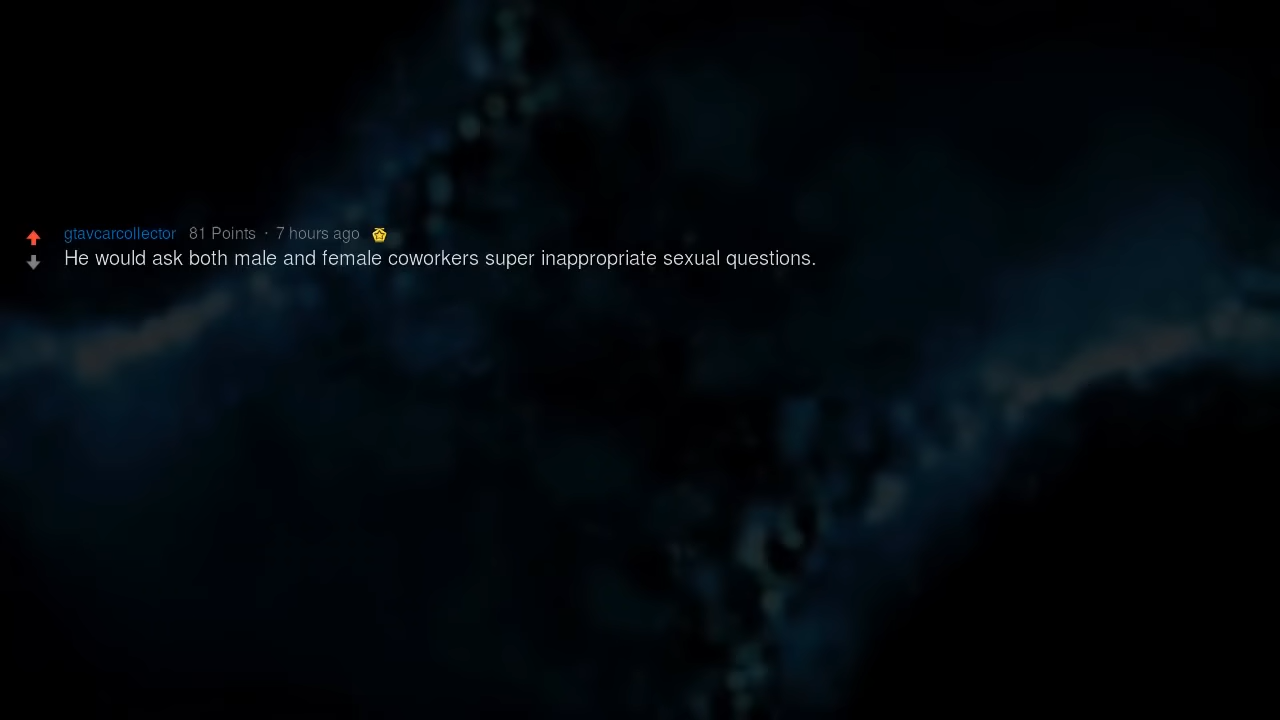 gtavcarcollector 81 Points · 7 hours ago
He would ask both male and female coworkers super inappropriate sexual questions.